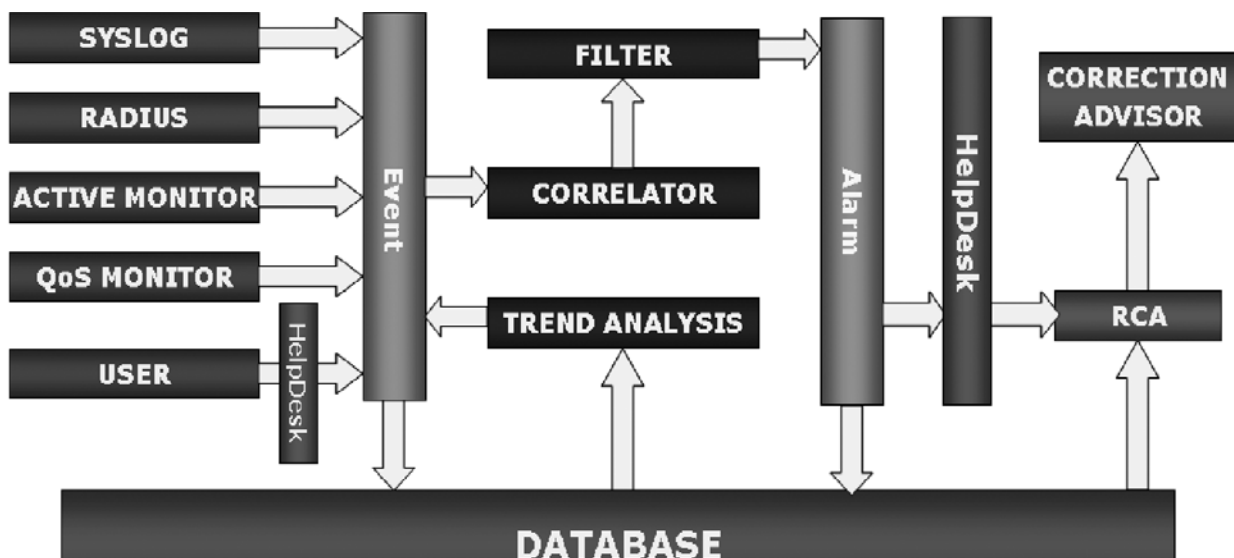 SYSLOG
RADIUS
ACTIVE MONITOR
QoS MONITOR
USER
HelpDesk
Event
FILTER
CORRELATOR
TREND ANALYSIS
Alarm
HelpDesk
CORRECTION
ADVISOR
RCA
DATABASE